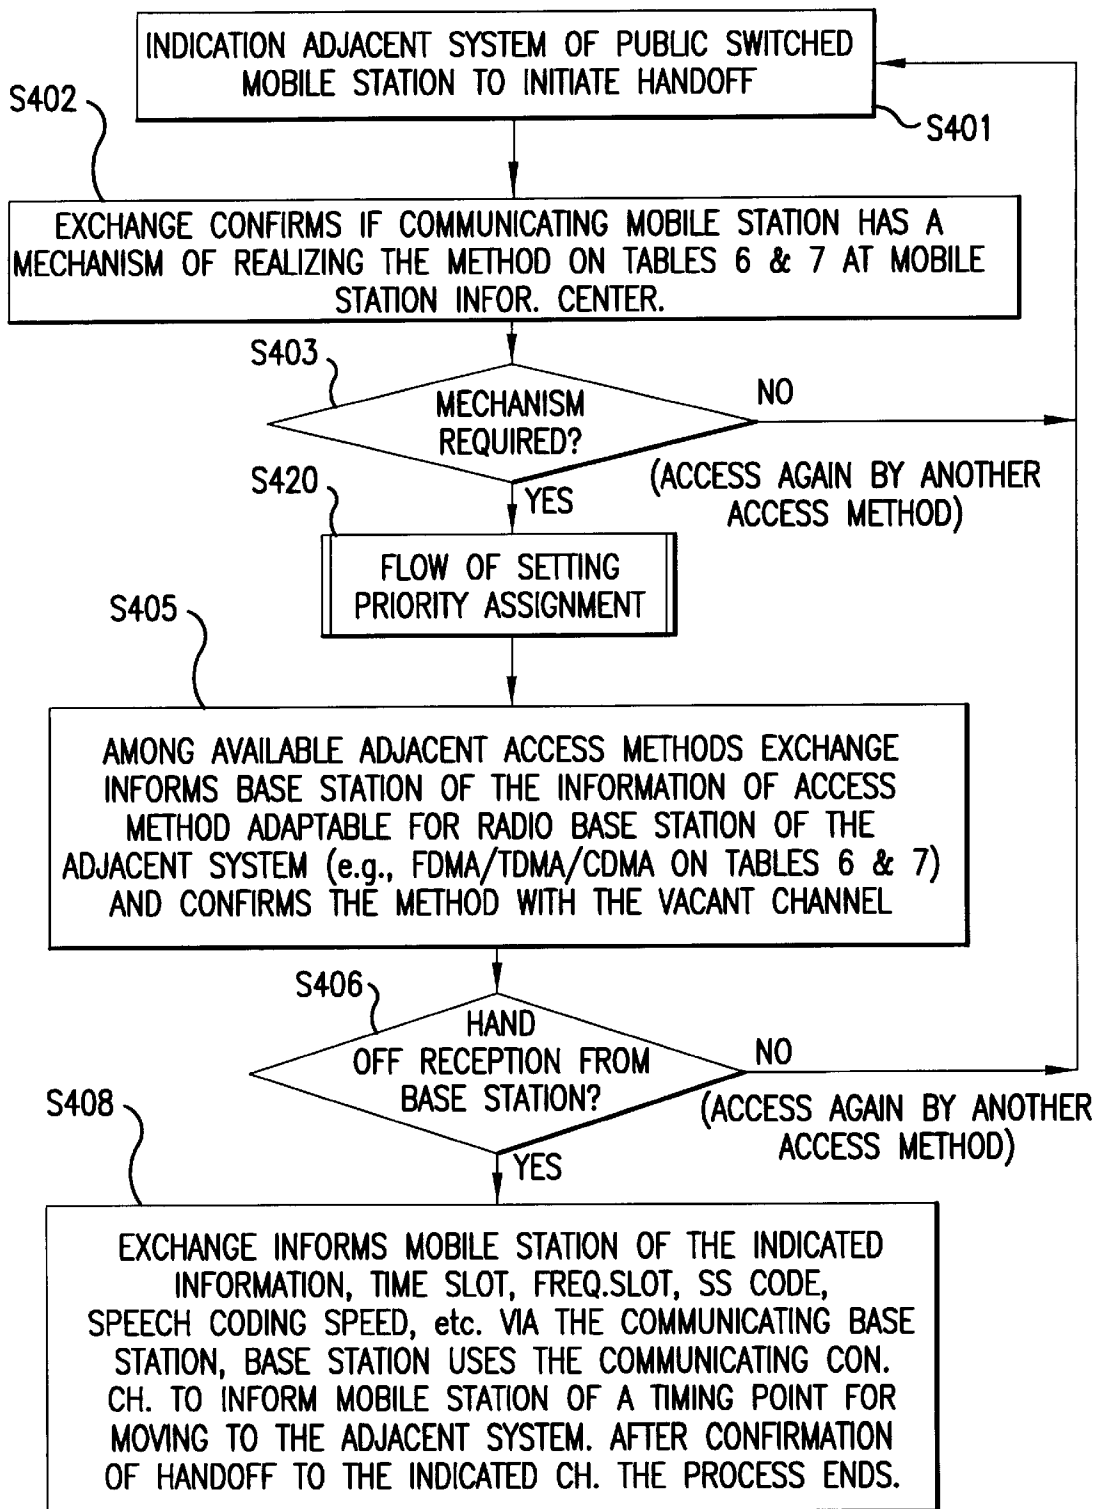 INDICATION ADJACENT SYSTEM OF PUBLIC SWITCHED
MOBILE STATION TO INITIATE HANDOFF
S402
S401
EXCHANGE CONFIRMS IF COMMUNICATING MOBILE STATION HAS A
MECHANISM OF REALIZING THE METHOD ON TABLES 6 & 7 AT MOBILE
STATION INFOR. CENTER.
S403
MECHANISM
REQUIRED?
NO
(ACCESS AGAIN BY ANOTHER
ACCESS METHOD)
YES
S420
FLOW OF SETTING
PRIORITY ASSIGNMENT
S405
AMONG AVAILABLE ADJACENT ACCESS METHODS EXCHANGE
INFORMS BASE STATION OF THE INFORMATION OF ACCESS
METHOD ADAPTABLE FOR RADIO BASE STATION OF THE
ADJACENT SYSTEM (e.g., FDMA/TDMA/CDMA ON TABLES 6 & 7)
AND CONFIRMS THE METHOD WITH THE VACANT CHANNEL
S406
HAND
OFF RECEPTION FROM
BASE STATION?
NO
(ACCESS AGAIN BY ANOTHER
ACCESS METHOD)
YES
S408
EXCHANGE INFORMS MOBILE STATION OF THE INDICATED
INFORMATION, TIME SLOT, FREQ.SLOT, SS CODE,
SPEECH CODING SPEED, etc. VIA THE COMMUNICATING BASE
STATION, BASE STATION USES THE COMMUNICATING CON.
CH. TO INFORM MOBILE STATION OF A TIMING POINT FOR
MOVING TO THE ADJACENT SYSTEM. AFTER CONFIRMATION
OF HANDOFF TO THE INDICATED CH. THE PROCESS ENDS.